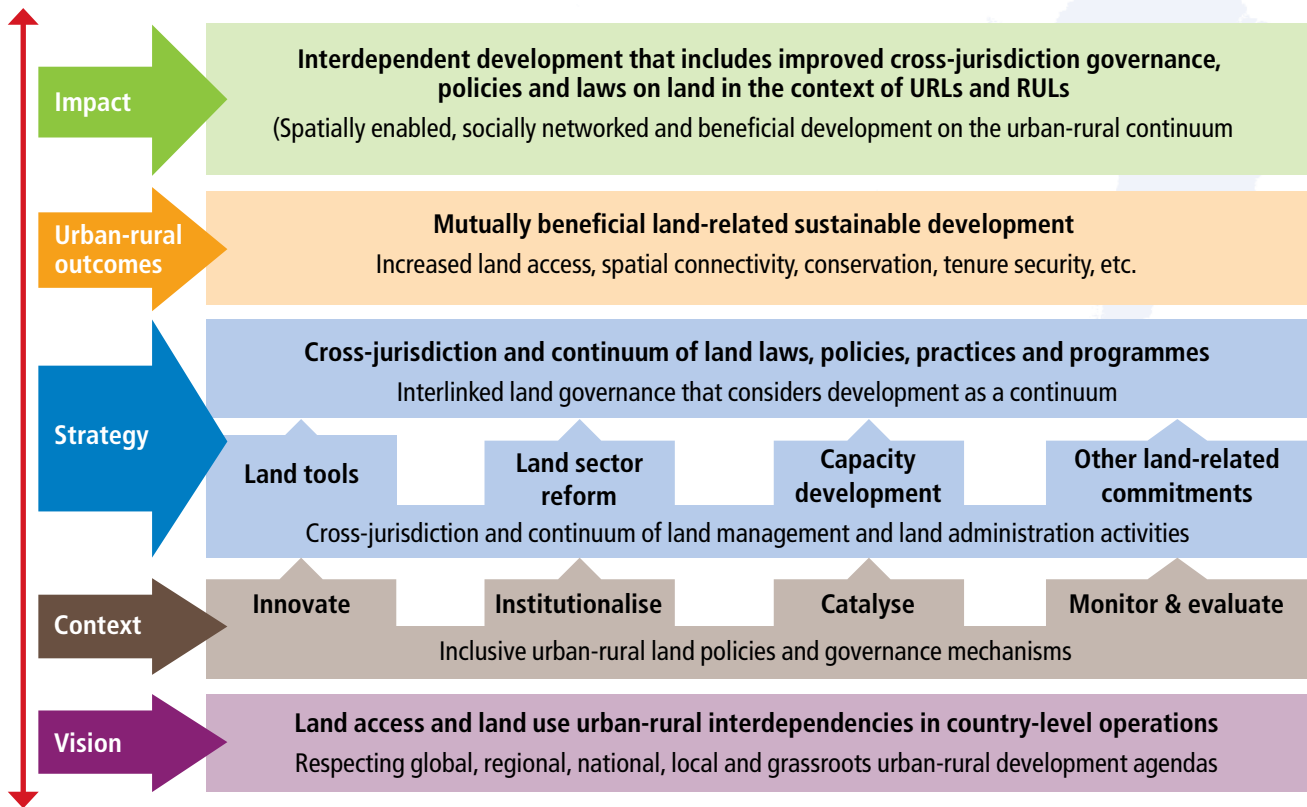 Impact
Interdependent development that includes improved cross-jurisdiction governance,
policies and laws on land in the context of URLs and RULs
(Spatially enabled, socially networked and beneficial development on the urban-rural continuum
Urban-rural
outcomes
Mutually beneficial land-related sustainable development
Increased land access, spatial connectivity, conservation, tenure security, etc.
Strategy
Cross-jurisdiction and continuum of land laws, policies, practices and programmes
Interlinked land governance that considers development as a continuum
Land tools
Land sector
reform
Capacity
development
Other land-related
commitments
Cross-jurisdiction and continuum of land management and land administration activities
Context
Innovate
Institutionalise
Catalyse
Monitor & evaluate
Inclusive urban-rural land policies and governance mechanisms
Vision
Land access and land use urban-rural interdependencies in country-level operations
Respecting global, regional, national, local and grassroots urban-rural development agendas